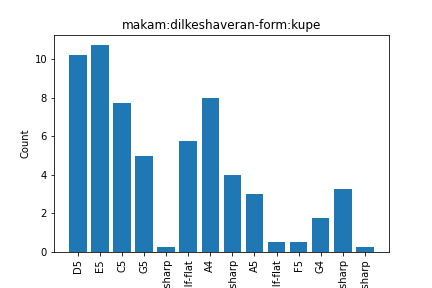 makam:dilkeshaveran-form:kupe
10
8
6
4
2
0
Count
D5
E5
C5
G5
sharp
lf-flat
A4
sharp
A5
lf-flat
F5
G4
sharp
sharp